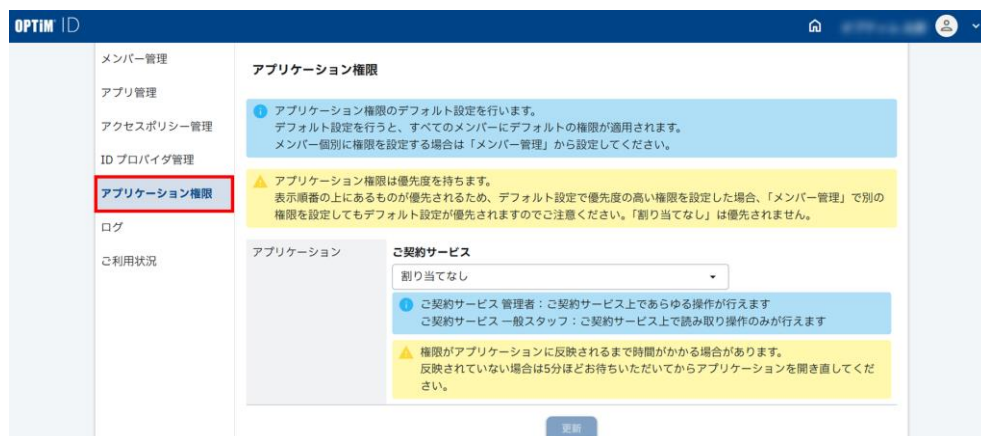 OPTiM ID
メンバー管理
アプリ管理
アクセスポリシー管理
ID プロバイダ管理
アプリケーション権限
ログ
ご利用状況
アプリケーション権限
アプリケーション権限のデフォルト設定を行います。
デフォルト設定を行うと、すべてのメンバーにデフォルトの権限が適用されます。
メンバー個別に権限を設定する場合は「メンバー管理」から設定してください。
アプリケーション権限は優先度を持ちます。
表示順番の上にあるものが優先されるため、デフォルト設定で優先度の高い権限を設定した場合、「メンバー管理」で別の
権限を設定してもデフォルト設定が優先されますのでご注意ください。「割り当てなし」は優先されません。
アプリケーション
ご契約サービス
割り当てなし
ご契約サービス 管理者：ご契約サービス上であらゆる操作が行えます
ご契約サービス 一般スタッフ：ご契約サービス上で読み取り操作のみが行えます
権限がアプリケーションに反映されるまで時間がかかる場合があります。
反映されていない場合は5分ほどお待ちいただいてからアプリケーションを開き直してくだ
さい。
更新